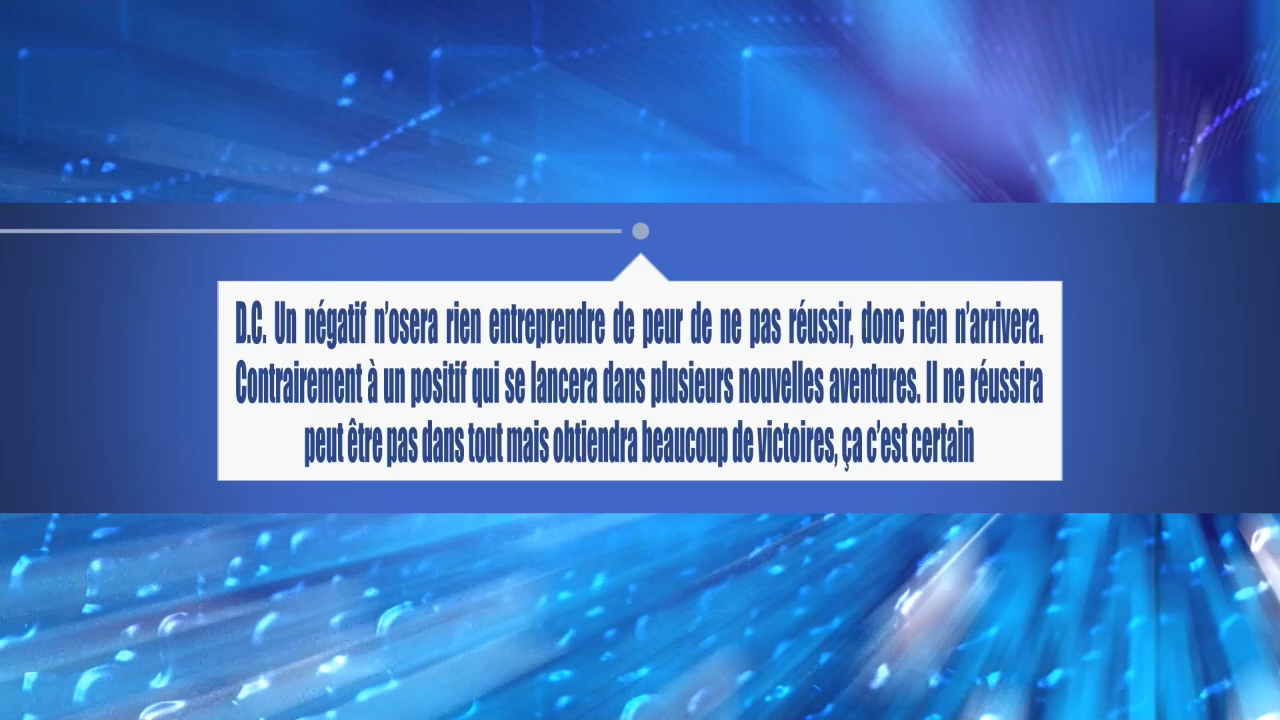 D.C. Un négatif n’osera rien entreprendre de peur de ne pas réussir, donc rien n’arrivera.
Contrairement à un positif qui se lancera dans plusieurs nouvelles aventures. Il ne réussira
peut être pas dans tout mais obtiendra beaucoup de victoires, ça c’est certain